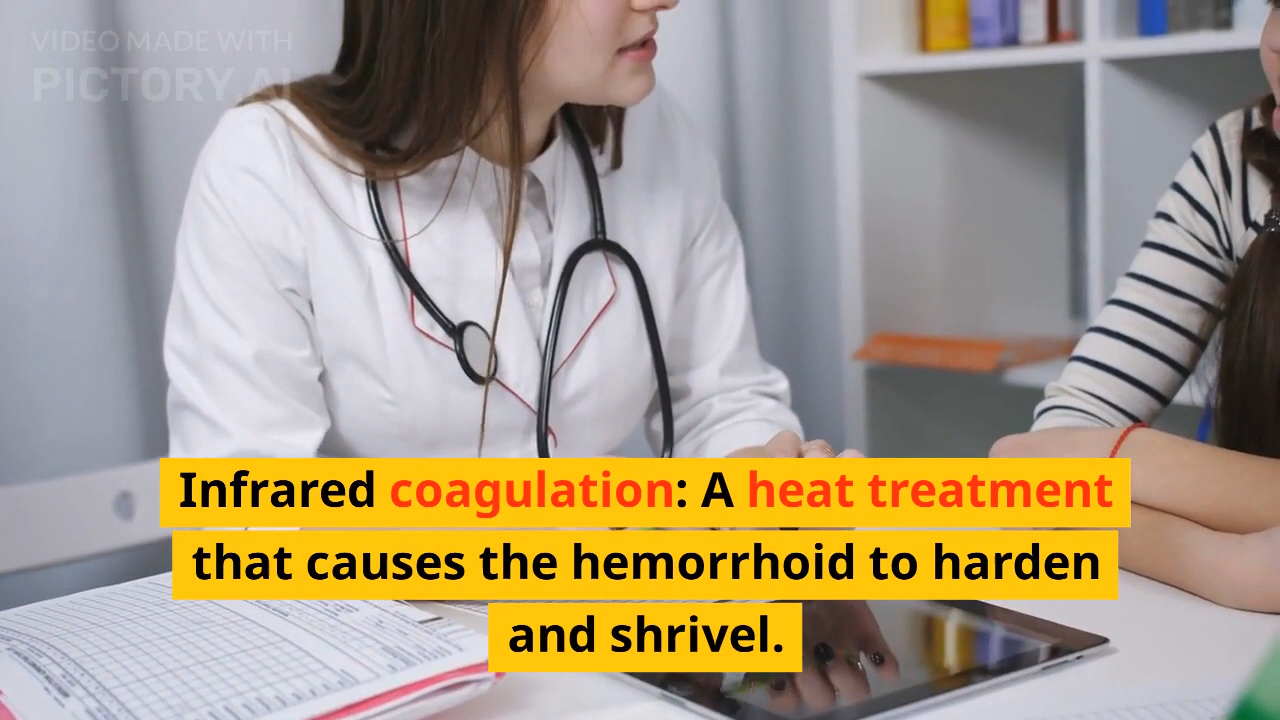 VIDEO MADE WITH
PICTORY.AI
Infrared coagulation: A heat treatment
that causes the hemorrhoid to harden
and shrivel.